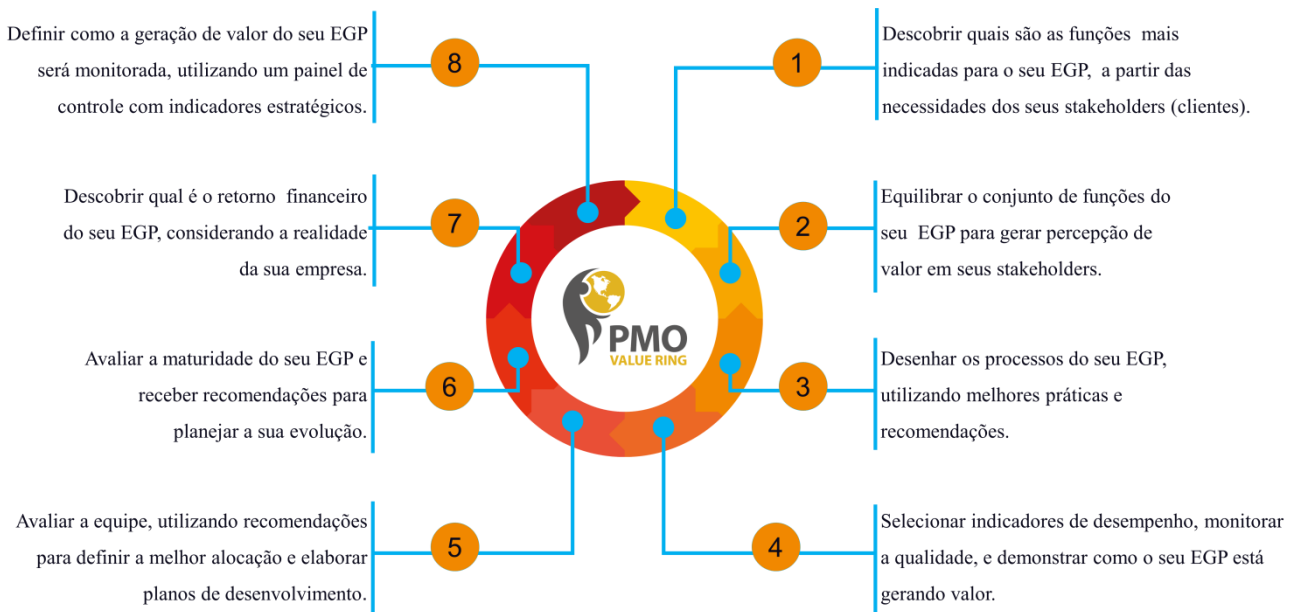 1
Descobrir quais são as funções mais
indicadas para o seu EGP, a partir das
necessidades dos seus stakeholders (clientes).
2
Equilibrar o conjunto de funções do
seu EGP para gerar percepção de
valor em seus stakeholders.
3
Desenhar os processos do seu EGP,
utilizando melhores práticas e
recomendações.
4
Selecionar indicadores de desempenho, monitorar
a qualidade, e demonstrar como o seu EGP está
gerando valor.
5
Avaliar a equipe, utilizando recomendações
para definir a melhor alocação e elaborar
planos de desenvolvimento.
6
Avaliar a maturidade do seu EGP e
receber recomendações para
planejar a sua evolução.
7
Descobrir qual é o retorno financeiro
do seu EGP, considerando a realidade
da sua empresa.
8
Definir como a geração de valor do seu EGP
será monitorada, utilizando um painel de
controle com indicadores estratégicos.
PMO
VALUE RING